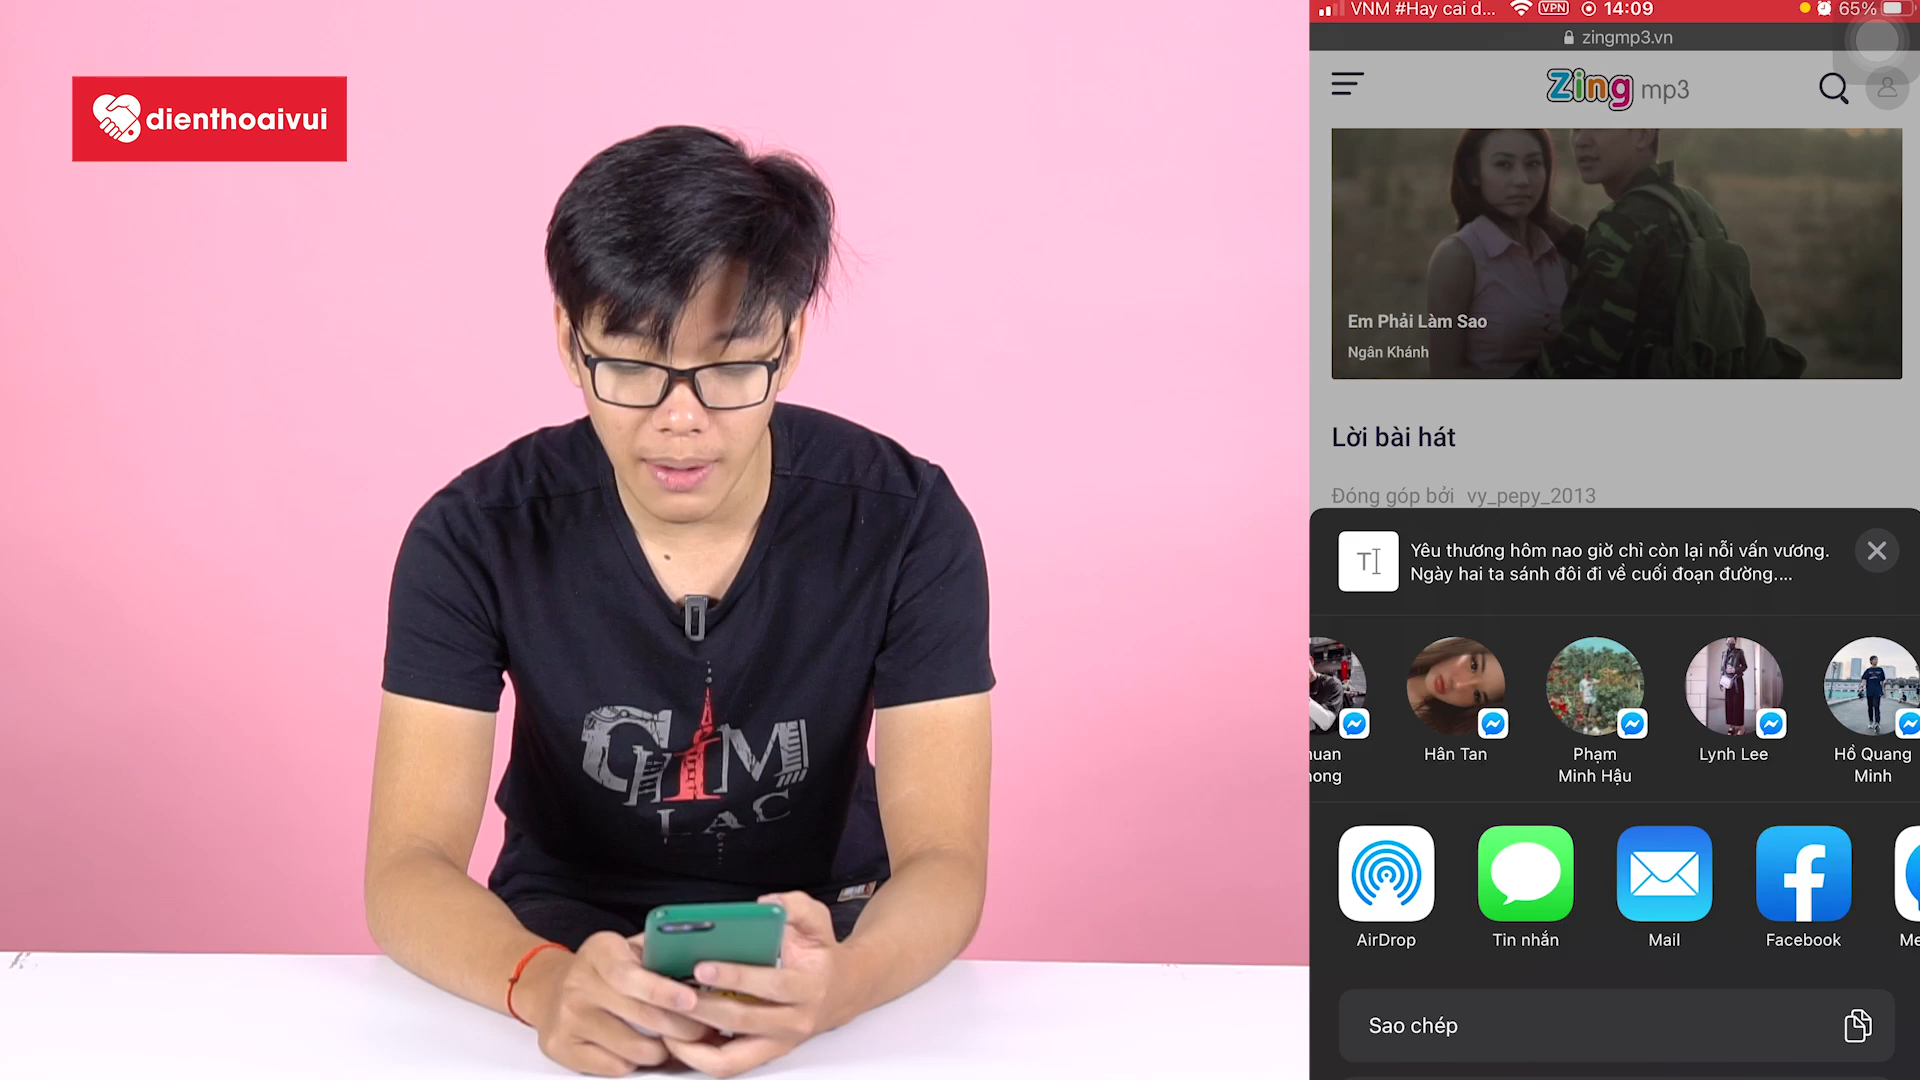 dienthoaivui
CHIM
LẠC
VNM #Hay cai d... VPN 14:09 65%
zingmp3.vn
Zing mp3
Em Phải Làm Sao
Ngân Khánh
Lời bài hát
Đóng góp bởi vy_pepy_2013
Yêu thương hôm nao giờ chỉ còn lại nỗi vấn vương.
Ngày hai ta sánh đôi đi về cuối đoạn đường....
Hân Tan
Phạm
Minh Hậu
Lynh Lee
Hồ Quang
Minh
AirDrop
Tin nhắn
Mail
Facebook
Sao chép